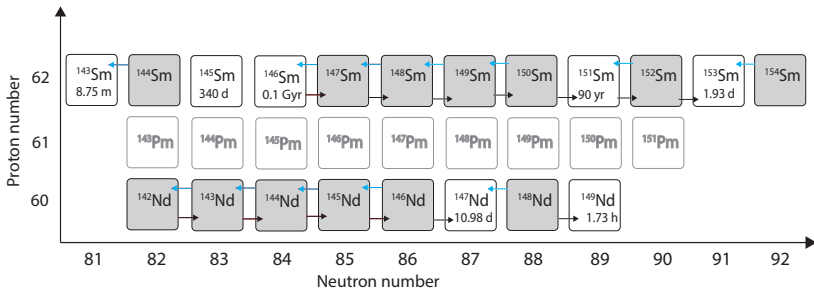 Proton number
62
¹⁴³Sm
8.75 m
¹⁴⁴Sm
¹⁴⁵Sm
340 d
¹⁴⁶Sm
0.1 Gyr
¹⁴⁷Sm
¹⁴⁸Sm
¹⁴⁹Sm
¹⁵⁰Sm
¹⁵¹Sm
90 yr
¹⁵²Sm
¹⁵³Sm
1.93 d
¹⁵⁴Sm
61
¹⁴³Pm
¹⁴⁴Pm
¹⁴⁵Pm
¹⁴⁶Pm
¹⁴⁷Pm
¹⁴⁸Pm
¹⁴⁹Pm
¹⁵⁰Pm
¹⁵¹Pm
60
¹⁴²Nd
¹⁴³Nd
¹⁴⁴Nd
¹⁴⁵Nd
¹⁴⁶Nd
¹⁴⁷Nd
10.98 d
¹⁴⁸Nd
¹⁴⁹Nd
1.73 h
81 82 83 84 85 86 87 88 89 90 91 92
Neutron number